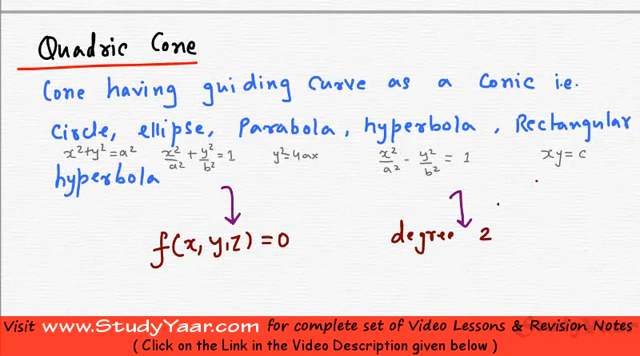 Quadric Cone
Cone having guiding curve as a conic i.e.
circle, ellipse, Parabola, hyperbola, Rectangular
x²+y²=a² x²/a² + y²/b² = 1 y²=4ax x²/a² - y²/b² = 1 xy=c
hyperbola
f(x, y, z) = 0 degree 2
Visit www.StudyYaar.com for complete set of Video Lessons & Revision Notes
( Click on the Link in the Video Description given below )